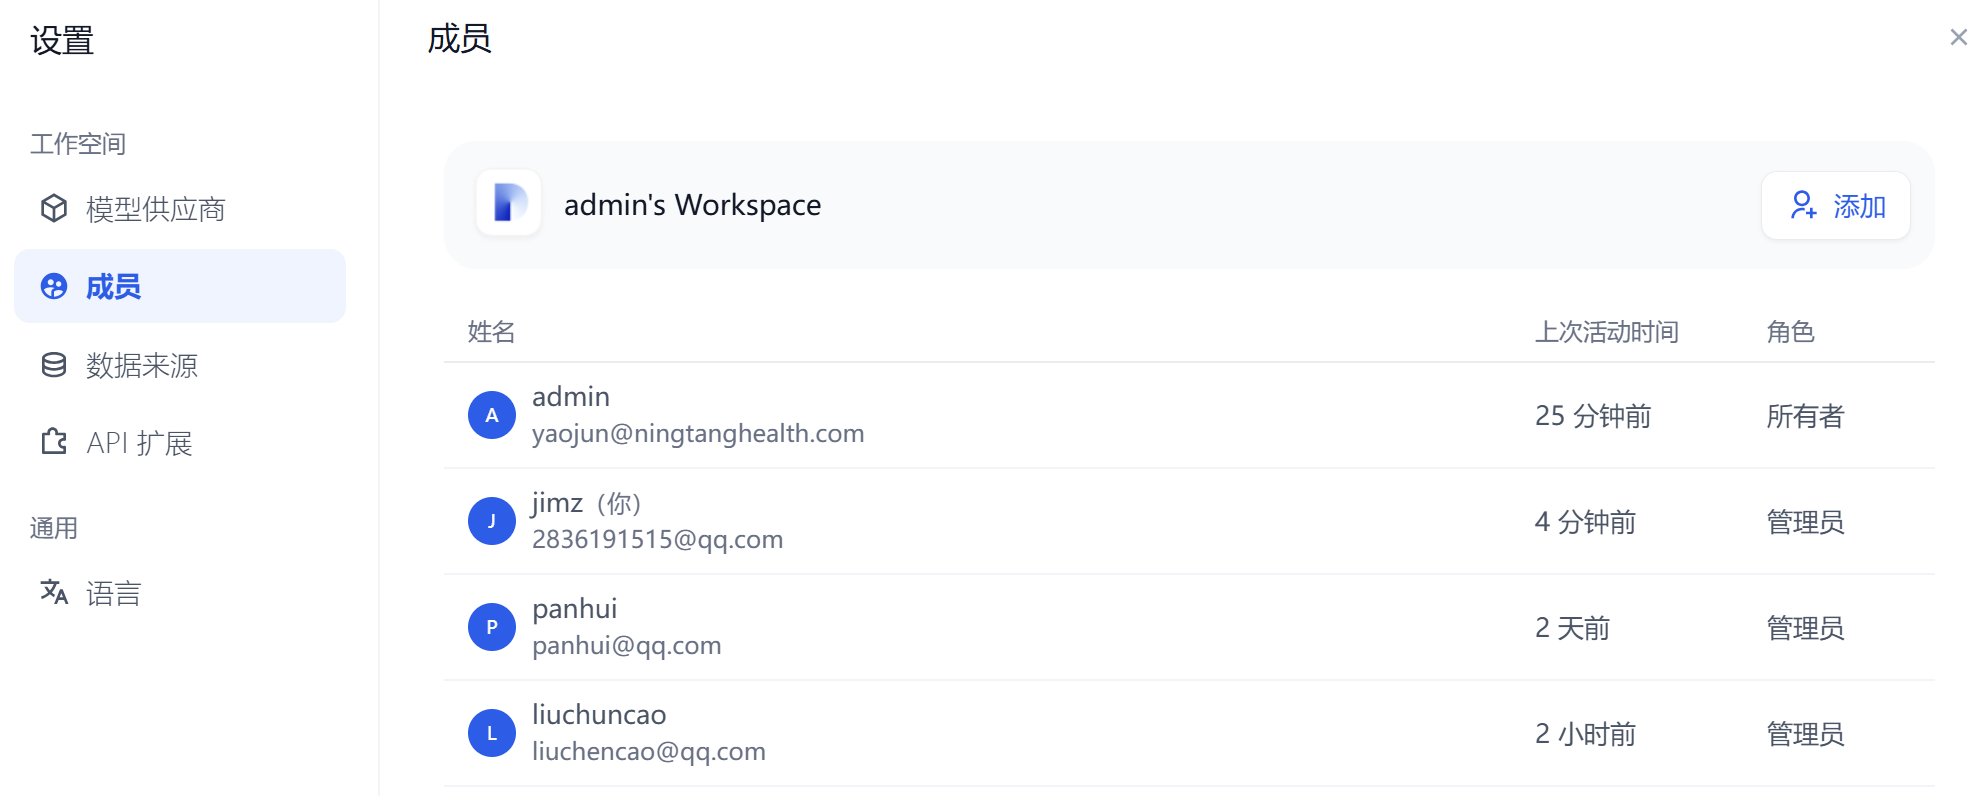 设置
工作空间
模型供应商
成员
数据来源
API 扩展
通用
语言
成员
admin's Workspace
添加
姓名 上次活动时间 角色
A admin
yaojun@ningtanghealth.com
25 分钟前 所有者
J jimz（你）
2836191515@qq.com
4 分钟前 管理员
P panhui
panhui@qq.com
2 天前 管理员
L liuchuncao
liuchencao@qq.com
2 小时前 管理员